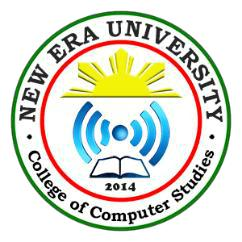 NEW ERA UNIVERSITY
2014
College of Computer Studies